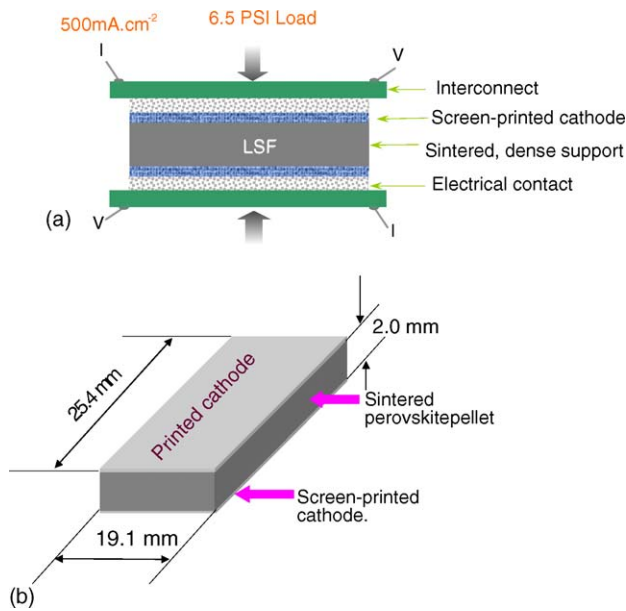 500mA.cm-2
6.5 PSI Load
I
V
Interconnect
Screen-printed cathode
LSF
Sintered, dense support
Electrical contact
(a)
V
I
2.0 mm
25.4 mm
Printed cathode
Sintered
perovskitepellet
Screen-printed
cathode.
19.1 mm
(b)